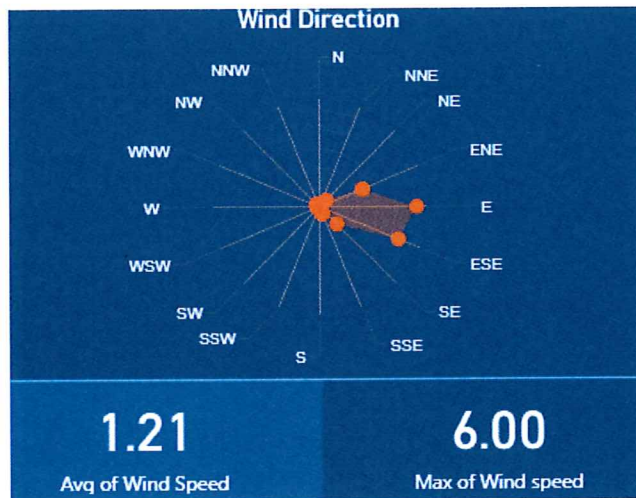 Wind Direction
N
NNW
NNE
NW
NE
WNW
ENE
W
E
WSW
ESE
SW
SE
SSW
SSE
S
1.21
6.00
Avg of Wind Speed
Max of Wind speed